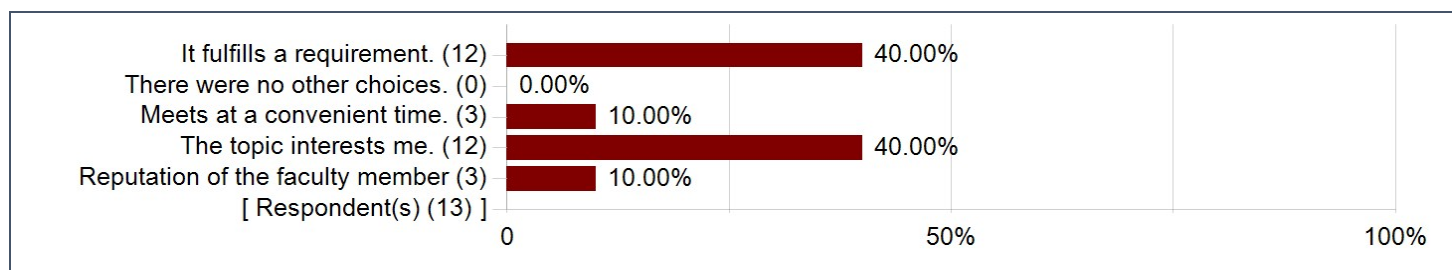 It fulfills a requirement. (12) 40.00%
There were no other choices. (0) 0.00%
Meets at a convenient time. (3) 10.00%
The topic interests me. (12) 40.00%
Reputation of the faculty member (3) 10.00%
[ Respondent(s) (13) ]
0 50% 100%